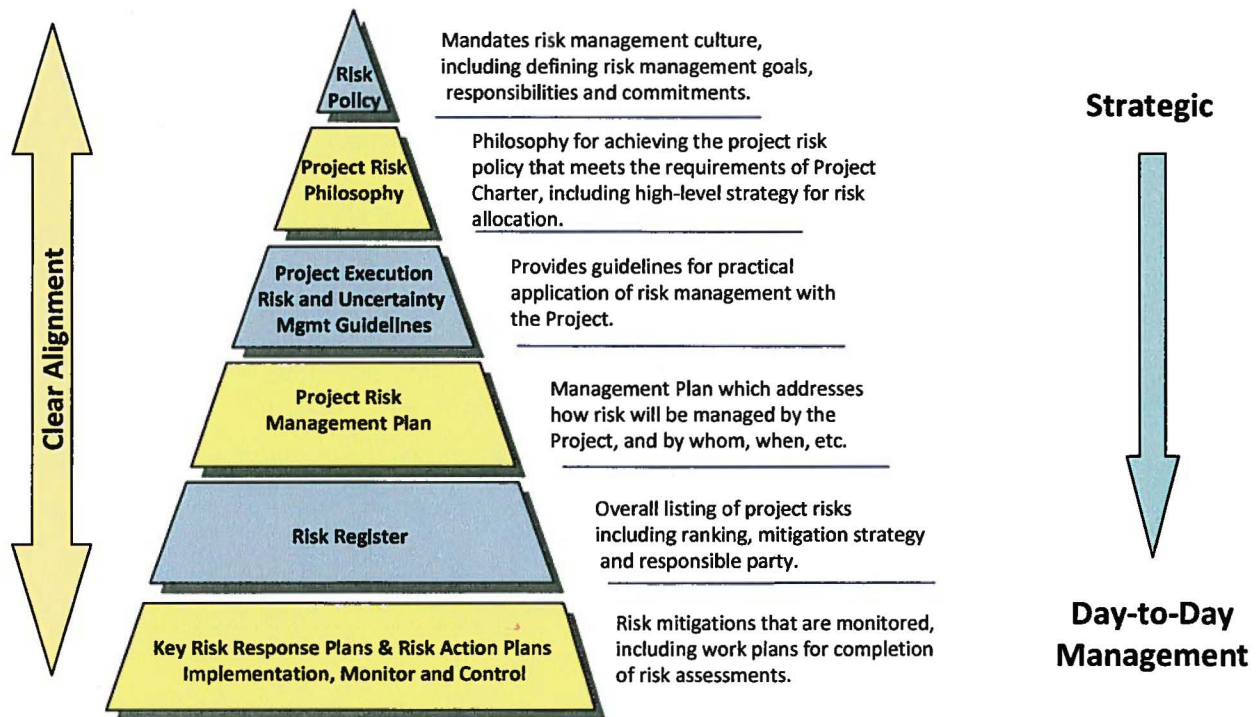 Clear Alignment
Risk
Policy
Mandates risk management culture,
including defining risk management goals,
responsibilities and commitments.
Project Risk
Philosophy
Philosophy for achieving the project risk
policy that meets the requirements of Project
Charter, including high-level strategy for risk
allocation.
Project Execution
Risk and Uncertainty
Mgmt Guidelines
Provides guidelines for practical
application of risk management with
the Project.
Project Risk
Management Plan
Management Plan which addresses
how risk will be managed by the
Project, and by whom, when, etc.
Risk Register
Overall listing of project risks
including ranking, mitigation strategy
and responsible party.
Key Risk Response Plans & Risk Action Plans
Implementation, Monitor and Control
Risk mitigations that are monitored,
including work plans for completion
of risk assessments.
Strategic
Day-to-Day
Management